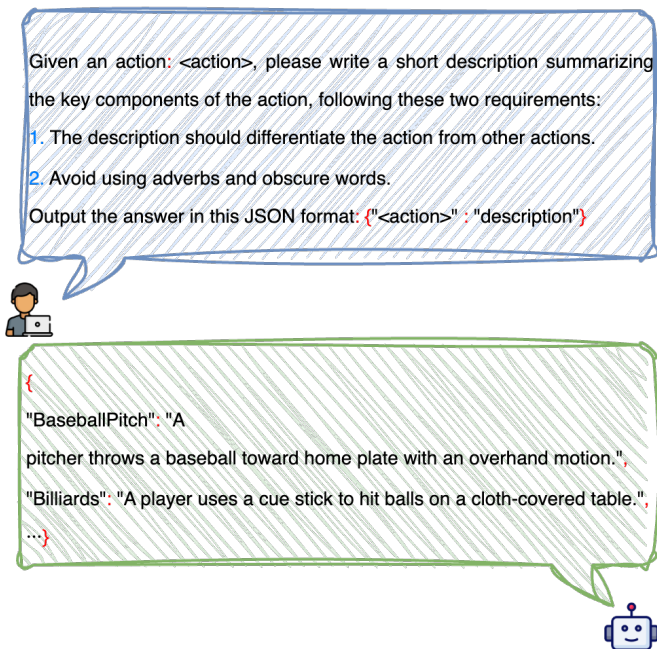 Given an action: <action>, please write a short description summarizing
the key components of the action, following these two requirements:
1. The description should differentiate the action from other actions.
2. Avoid using adverbs and obscure words.
Output the answer in this JSON format: {"<action>" : "description"}
{
"BaseballPitch": "A
pitcher throws a baseball toward home plate with an overhand motion.",
"Billiards": "A player uses a cue stick to hit balls on a cloth-covered table.",
...}